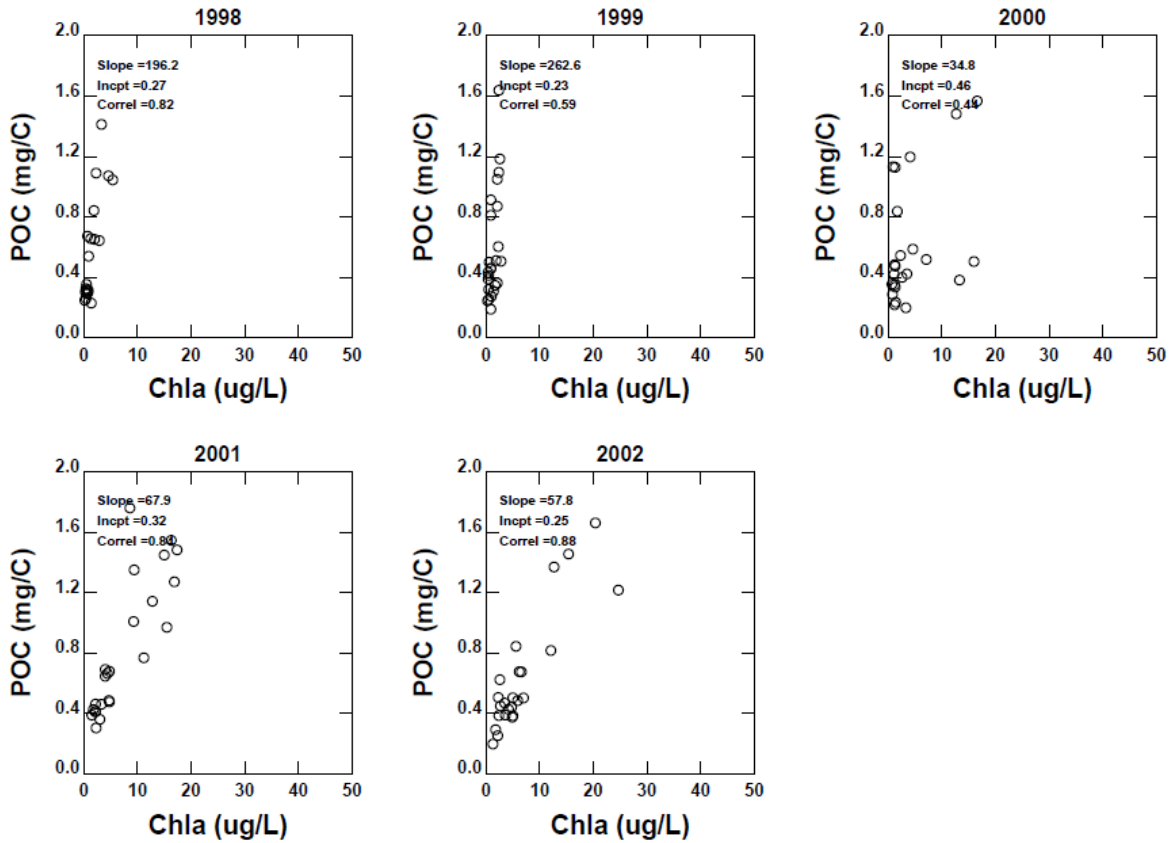 1998
2.0
1.6
1.2
0.8
0.4
0.0
Slope =196.2
Incpt =0.27
Correl =0.82
POC (mg/C)
0 10 20 30 40 50
Chla (ug/L)
1999
2.0
1.6
1.2
0.8
0.4
0.0
Slope =262.6
Incpt =0.23
Correl =0.59
POC (mg/C)
0 10 20 30 40 50
Chla (ug/L)
2000
2.0
1.6
1.2
0.8
0.4
0.0
Slope =34.8
Incpt =0.46
Correl =0.44
POC (mg/C)
0 10 20 30 40 50
Chla (ug/L)
2001
2.0
1.6
1.2
0.8
0.4
0.0
Slope =67.9
Incpt =0.32
Correl =0.84
POC (mg/C)
0 10 20 30 40 50
Chla (ug/L)
2002
2.0
1.6
1.2
0.8
0.4
0.0
Slope =57.8
Incpt =0.25
Correl =0.88
POC (mg/C)
0 10 20 30 40 50
Chla (ug/L)